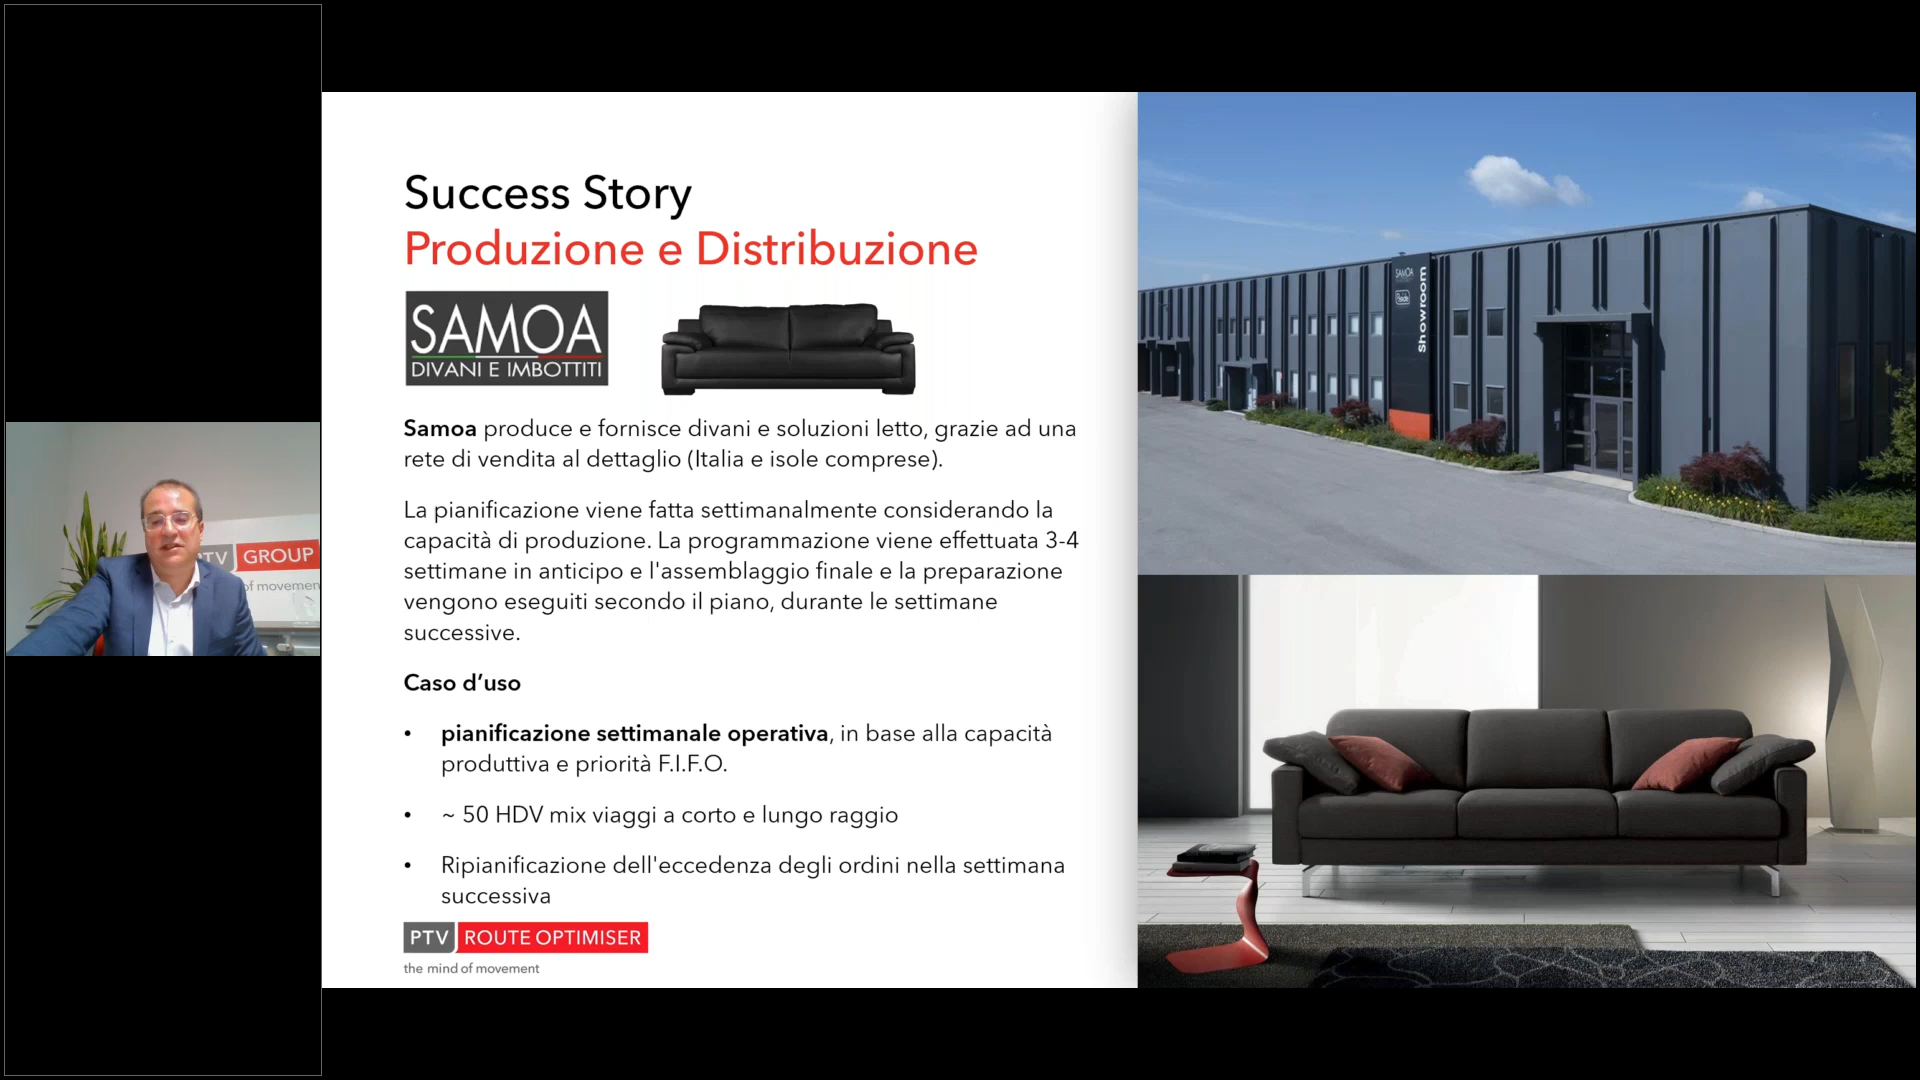 Success Story
Produzione e Distribuzione
SAMOA
DIVANI E IMBOTTITI
Samoa produce e fornisce divani e soluzioni letto, grazie ad una
rete di vendita al dettaglio (Italia e isole comprese).
La pianificazione viene fatta settimanalmente considerando la
capacità di produzione. La programmazione viene effettuata 3-4
settimane in anticipo e l'assemblaggio finale e la preparazione
vengono eseguiti secondo il piano, durante le settimane
successive.
Caso d’uso
• pianificazione settimanale operativa, in base alla capacità
produttiva e priorità F.I.F.O.
• ~ 50 HDV mix viaggi a corto e lungo raggio
• Ripianificazione dell'eccedenza degli ordini nella settimana
successiva
PTV ROUTE OPTIMISER
the mind of movement
SAMOA
Showroom
TV GROUP
of movemen